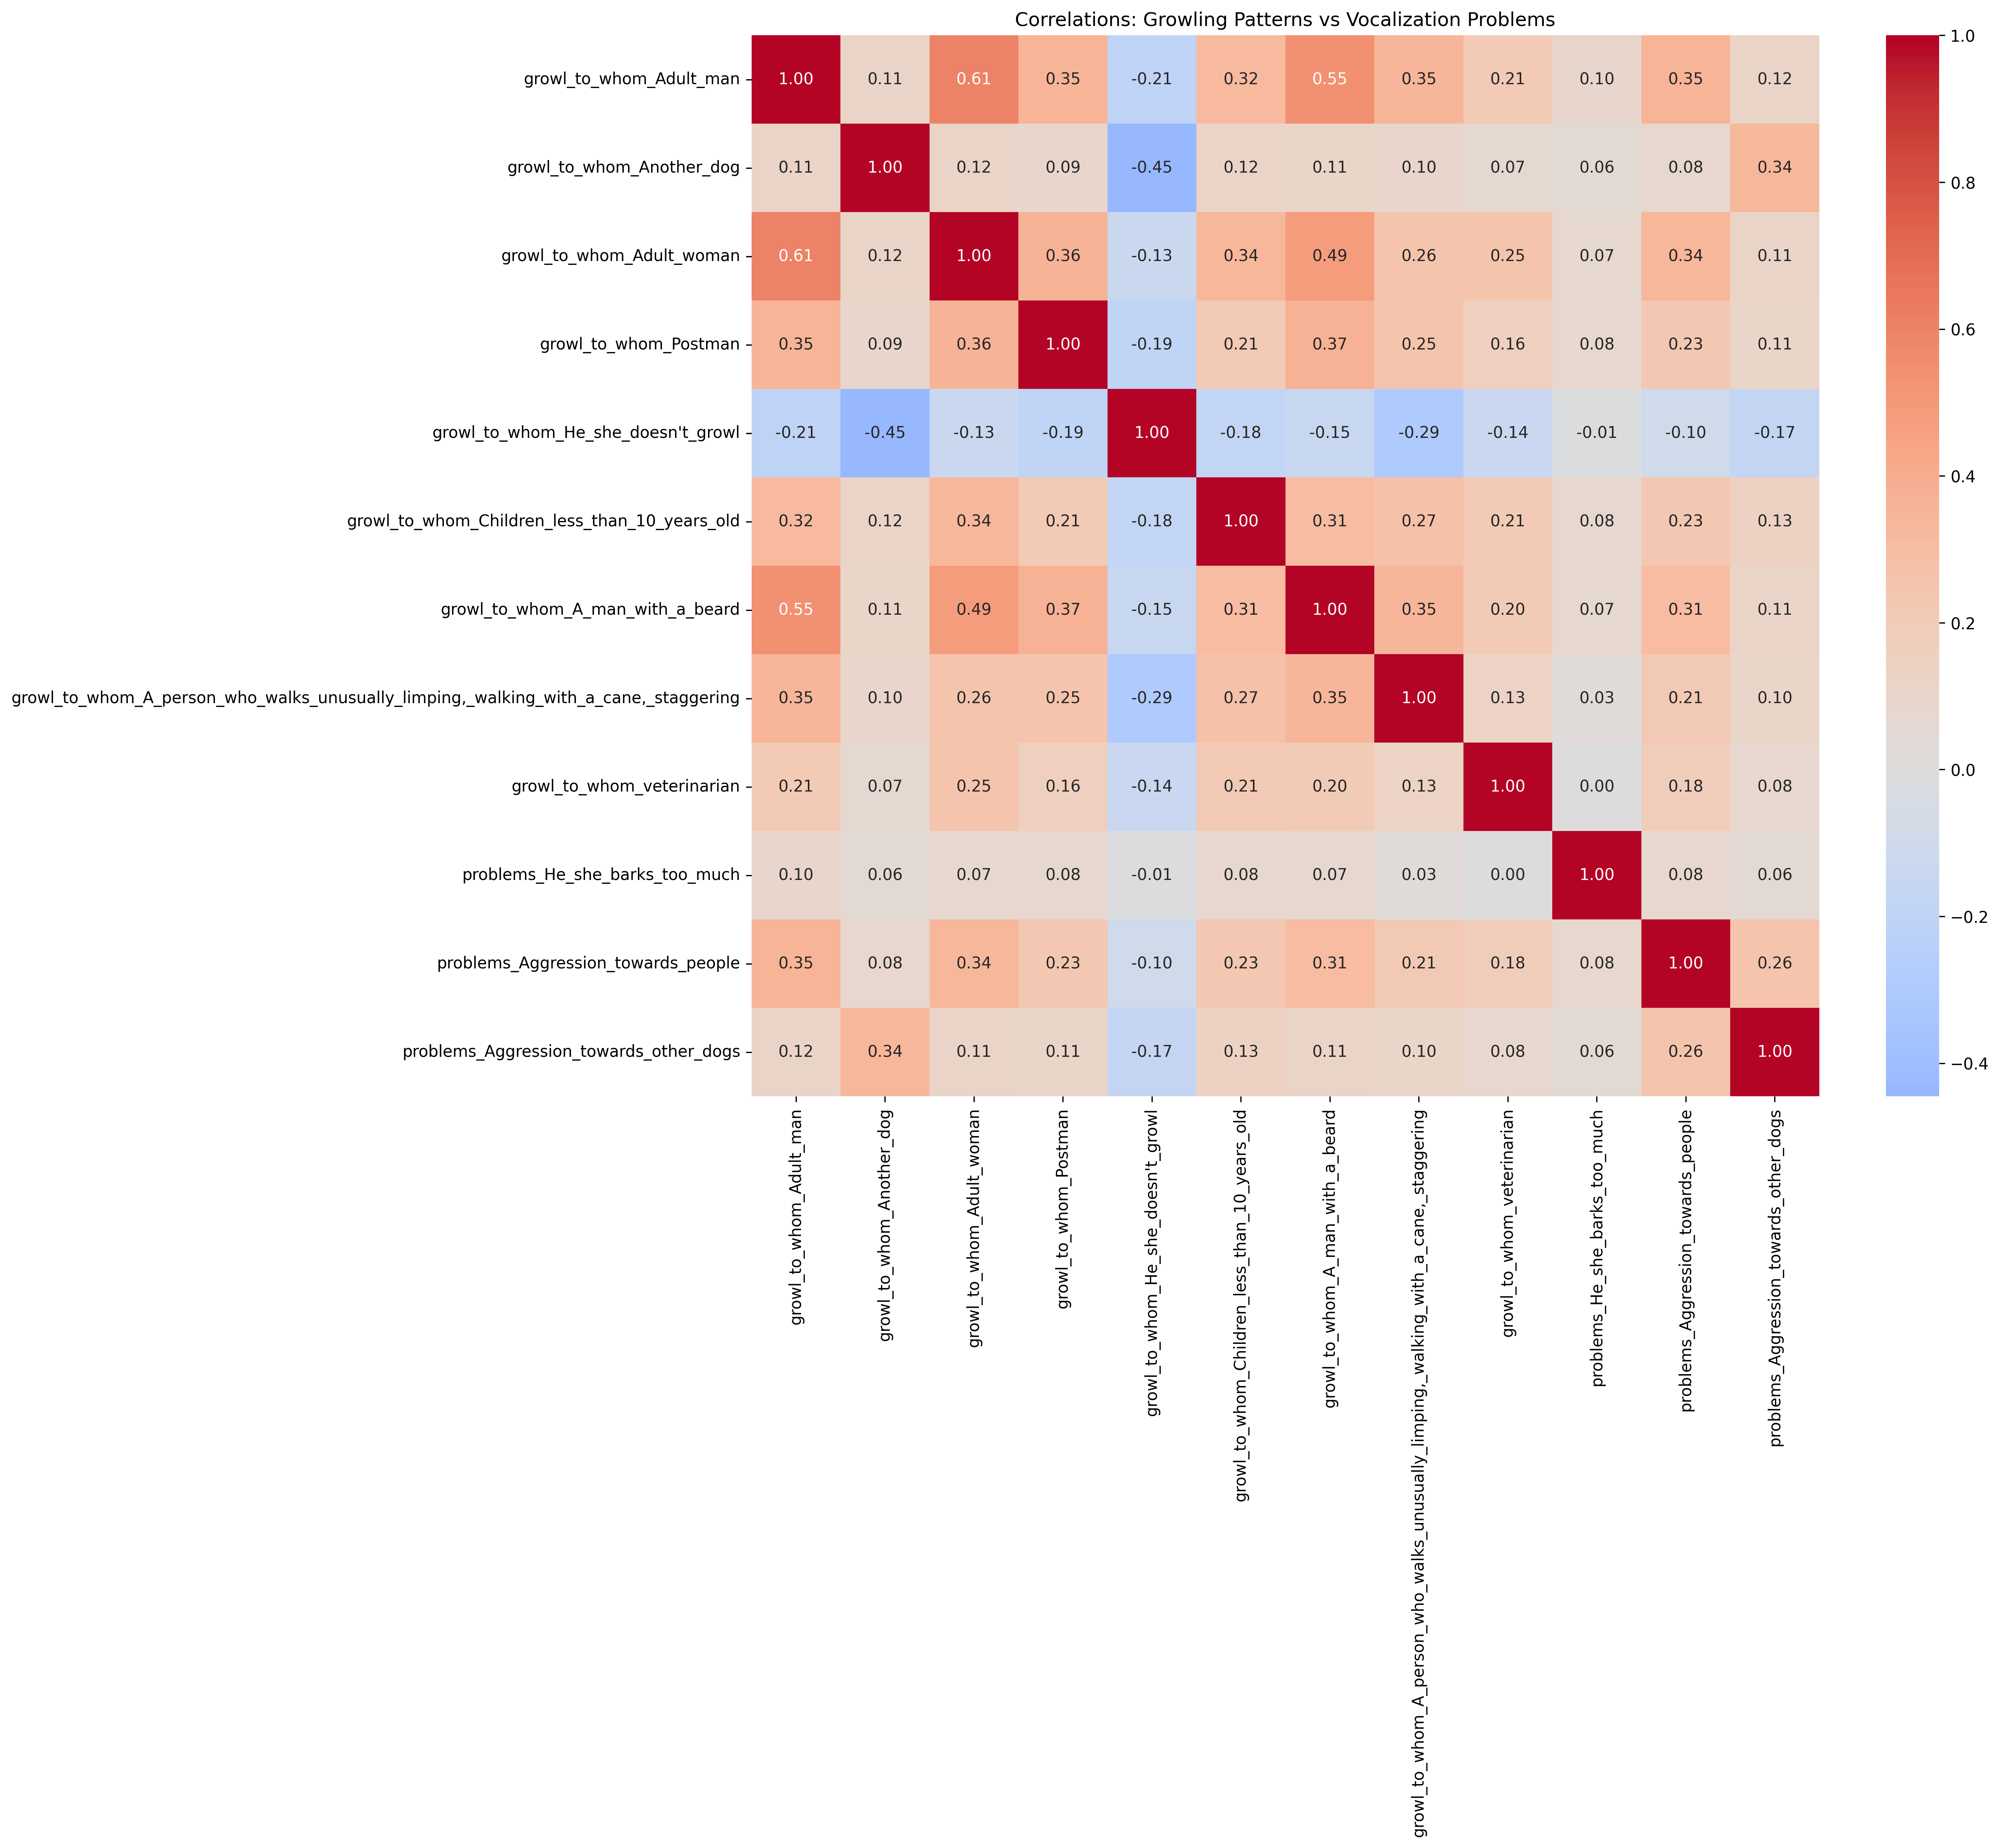 Correlations: Growling Patterns vs Vocalization Problems
growl_to_whom_Adult_man 1.00 0.11 0.61 0.35 -0.21 0.32 0.55 0.35 0.21 0.10 0.35 0.12
growl_to_whom_Another_dog 0.11 1.00 0.12 0.09 -0.45 0.12 0.11 0.10 0.07 0.06 0.08 0.34
growl_to_whom_Adult_woman 0.61 0.12 1.00 0.36 -0.13 0.34 0.49 0.26 0.25 0.07 0.34 0.11
growl_to_whom_Postman 0.35 0.09 0.36 1.00 -0.19 0.21 0.37 0.25 0.16 0.08 0.23 0.11
growl_to_whom_He_she_doesn't_growl -0.21 -0.45 -0.13 -0.19 1.00 -0.18 -0.15 -0.29 -0.14 -0.01 -0.10 -0.17
growl_to_whom_Children_less_than_10_years_old 0.32 0.12 0.34 0.21 -0.18 1.00 0.31 0.27 0.21 0.08 0.23 0.13
growl_to_whom_A_man_with_a_beard 0.55 0.11 0.49 0.37 -0.15 0.31 1.00 0.35 0.20 0.07 0.31 0.11
growl_to_whom_A_person_who_walks_unusually_limping,_walking_with_a_cane,_staggering 0.35 0.10 0.26 0.25 -0.29 0.27 0.35 1.00 0.13 0.03 0.21 0.10
growl_to_whom_veterinarian 0.21 0.07 0.25 0.16 -0.14 0.21 0.20 0.13 1.00 0.00 0.18 0.08
problems_He_she_barks_too_much 0.10 0.06 0.07 0.08 -0.01 0.08 0.07 0.03 0.00 1.00 0.08 0.06
problems_Aggression_towards_people 0.35 0.08 0.34 0.23 -0.10 0.23 0.31 0.21 0.18 0.08 1.00 0.26
problems_Aggression_towards_other_dogs 0.12 0.34 0.11 0.11 -0.17 0.13 0.11 0.10 0.08 0.06 0.26 1.00
growl_to_whom_Adult_man
growl_to_whom_Another_dog
growl_to_whom_Adult_woman
growl_to_whom_Postman
growl_to_whom_He_she_doesn't_growl
growl_to_whom_Children_less_than_10_years_old
growl_to_whom_A_man_with_a_beard
growl_to_whom_A_person_who_walks_unusually_limping,_walking_with_a_cane,_staggering
growl_to_whom_veterinarian
problems_He_she_barks_too_much
problems_Aggression_towards_people
problems_Aggression_towards_other_dogs
1.0
0.8
0.6
0.4
0.2
0.0
−0.2
−0.4